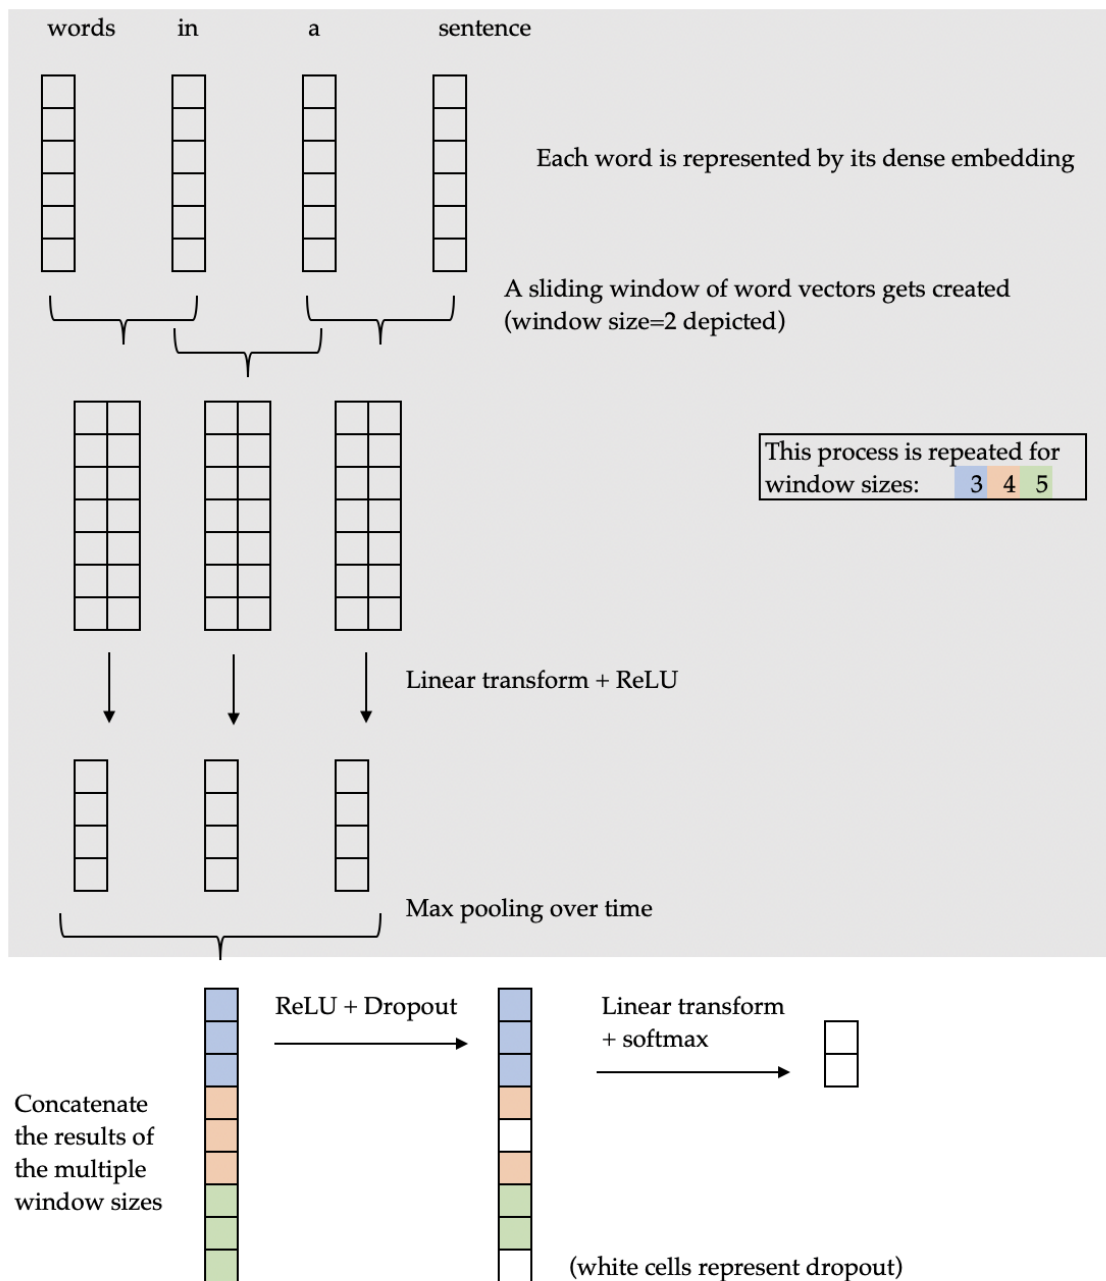 words in a sentence
Each word is represented by its dense embedding
A sliding window of word vectors gets created
(window size=2 depicted)
This process is repeated for
window sizes: 3 4 5
Linear transform + ReLU
Max pooling over time
ReLU + Dropout
Linear transform
+ softmax
Concatenate
the results of
the multiple
window sizes
(white cells represent dropout)